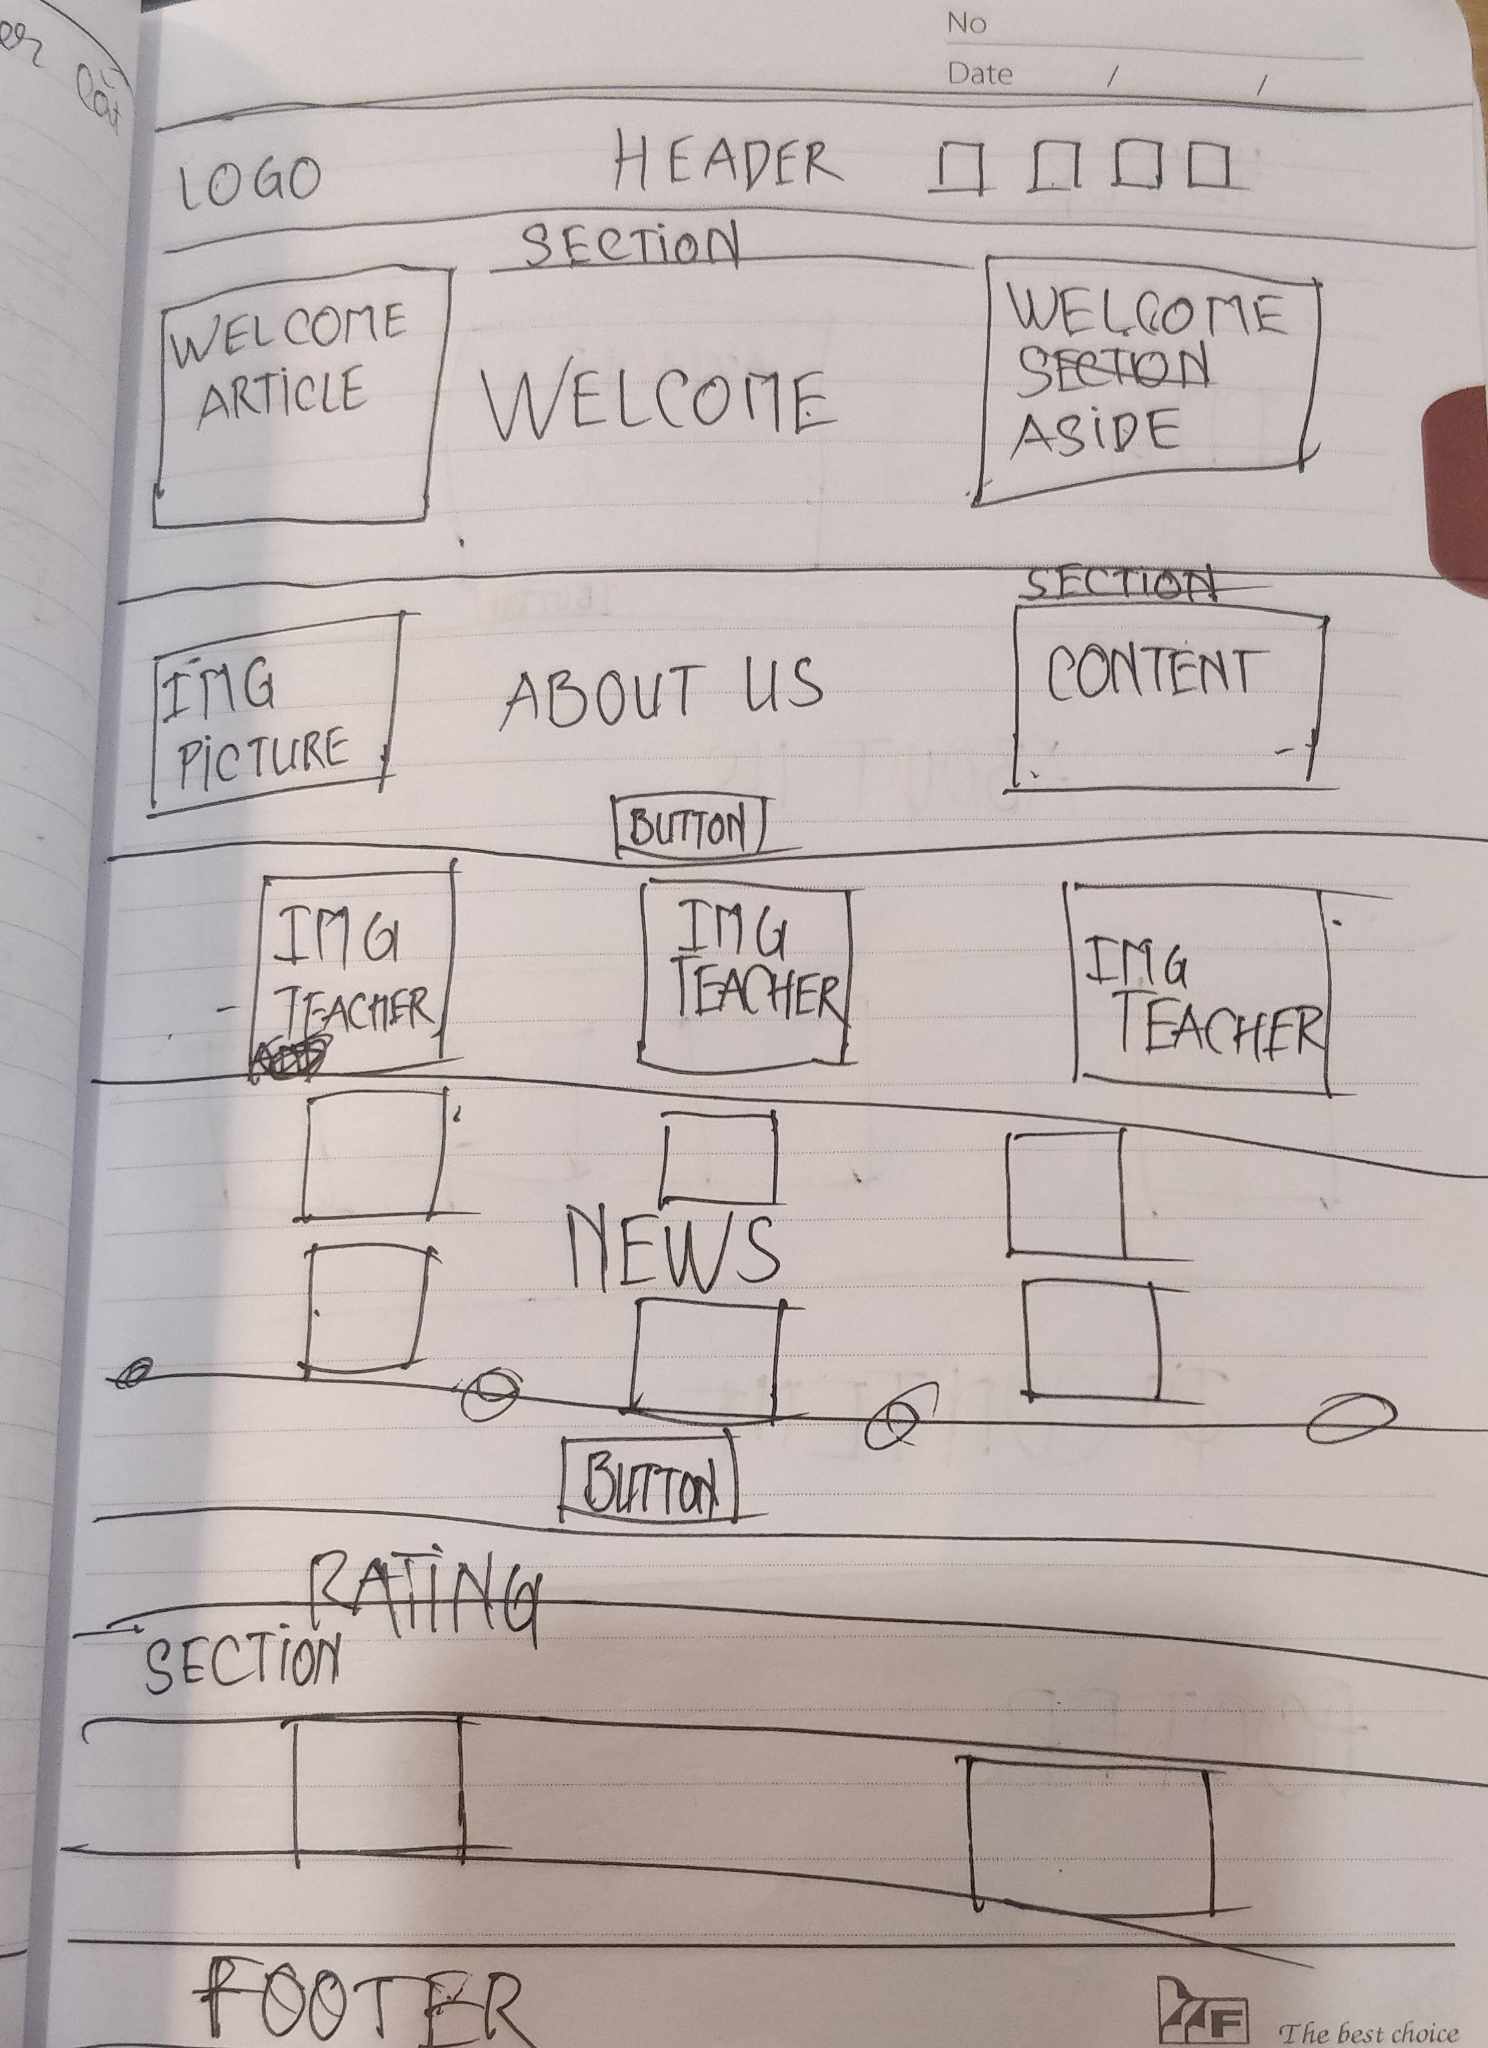 No
Date / /
LOGO HEADER
SECTION
WELCOME
ARTICLE
WELCOME
WELCOME
SECTION
ASIDE
SECTION
IMG
PICTURE
ABOUT US
CONTENT
BUTTON
IMG
TEACHER
IMG
TEACHER
IMG
TEACHER
NEWS
BUTTON
RATING
SECTION
FOOTER
F The best choice